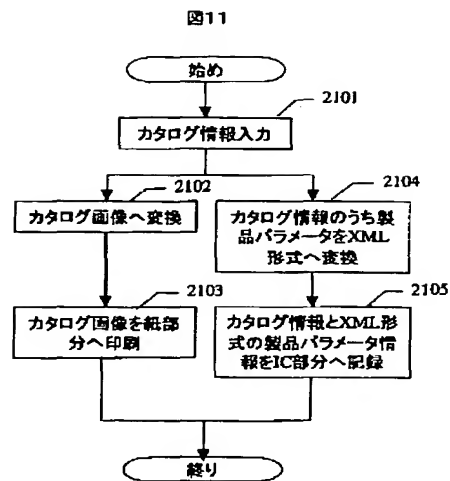 図11
始め
2101
カタログ情報入力
2102
カタログ画像へ変換
2104
カタログ情報のうち製
品パラメータをXML
形式へ変換
2103
カタログ画像を紙部
分へ印刷
2105
カタログ情報とXML形
式の製品パラメータ情
報をIC部分へ記録
終り